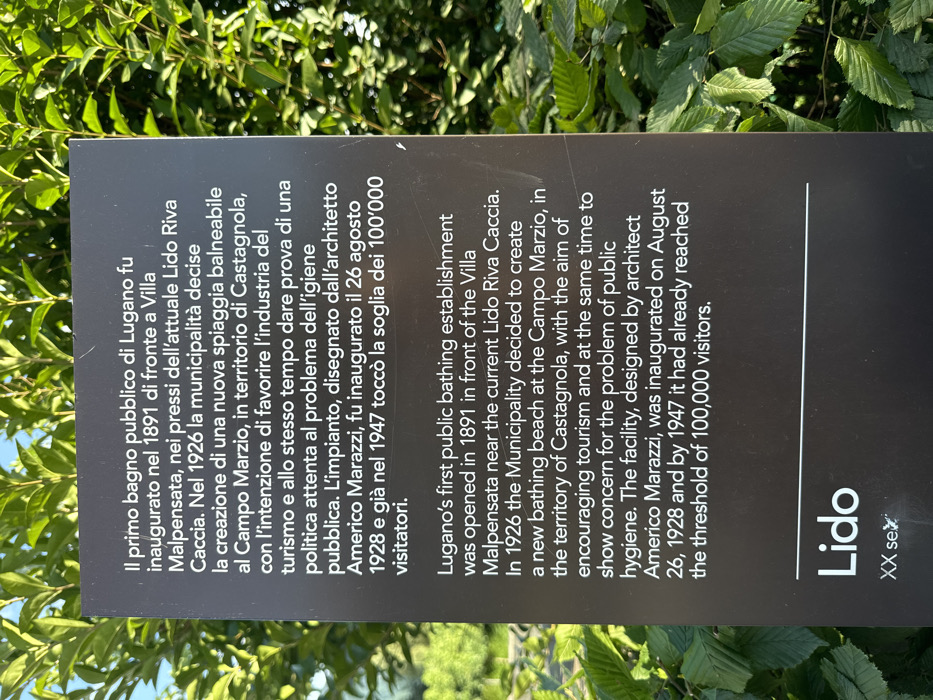 Il primo bagno pubblico di Lugano fu
inaugurato nel 1891 di fronte a Villa
Malpensata, nei pressi dell'attuale Lido Riva
Caccia. Nel 1926 la municipalità decise
la creazione di una nuova spiaggia balneabile
al Campo Marzio, in territorio di Castagnola,
con l'intenzione di favorire l'industria del
turismo e allo stesso tempo dare prova di una
politica attenta al problema dell'igiene
pubblica. L'impianto, disegnato dall'architetto
Americo Marazzi, fu inaugurato il 26 agosto
1928 e già nel 1947 toccò la soglia dei 100'000
visitatori.
Lugano's first public bathing establishment
was opened in 1891 in front of the Villa
Malpensata near the current Lido Riva Caccia.
In 1926 the Municipality decided to create
a new bathing beach at the Campo Marzio, in
the territory of Castagnola, with the aim of
encouraging tourism and at the same time to
show concern for the problem of public
hygiene. The facility, designed by architect
Americo Marazzi, was inaugurated on August
26, 1928 and by 1947 it had already reached
the threshold of 100,000 visitors.
Lido
XX